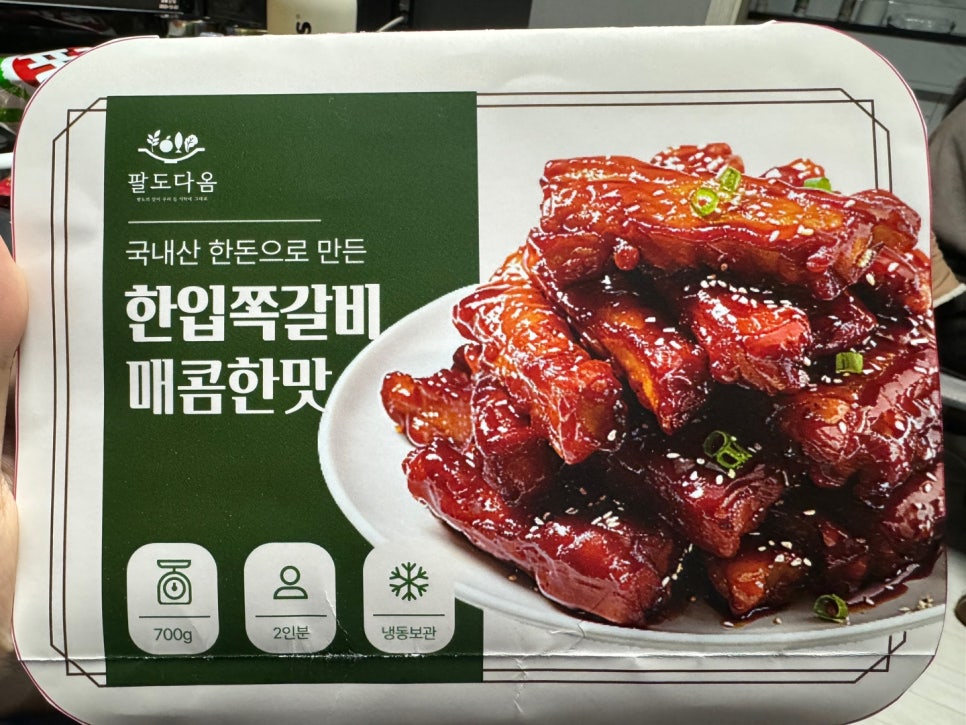 팔도다옴
국내산 한돈으로 만든
한입쪽갈비
매콤한맛
700g
2인분
냉동보관